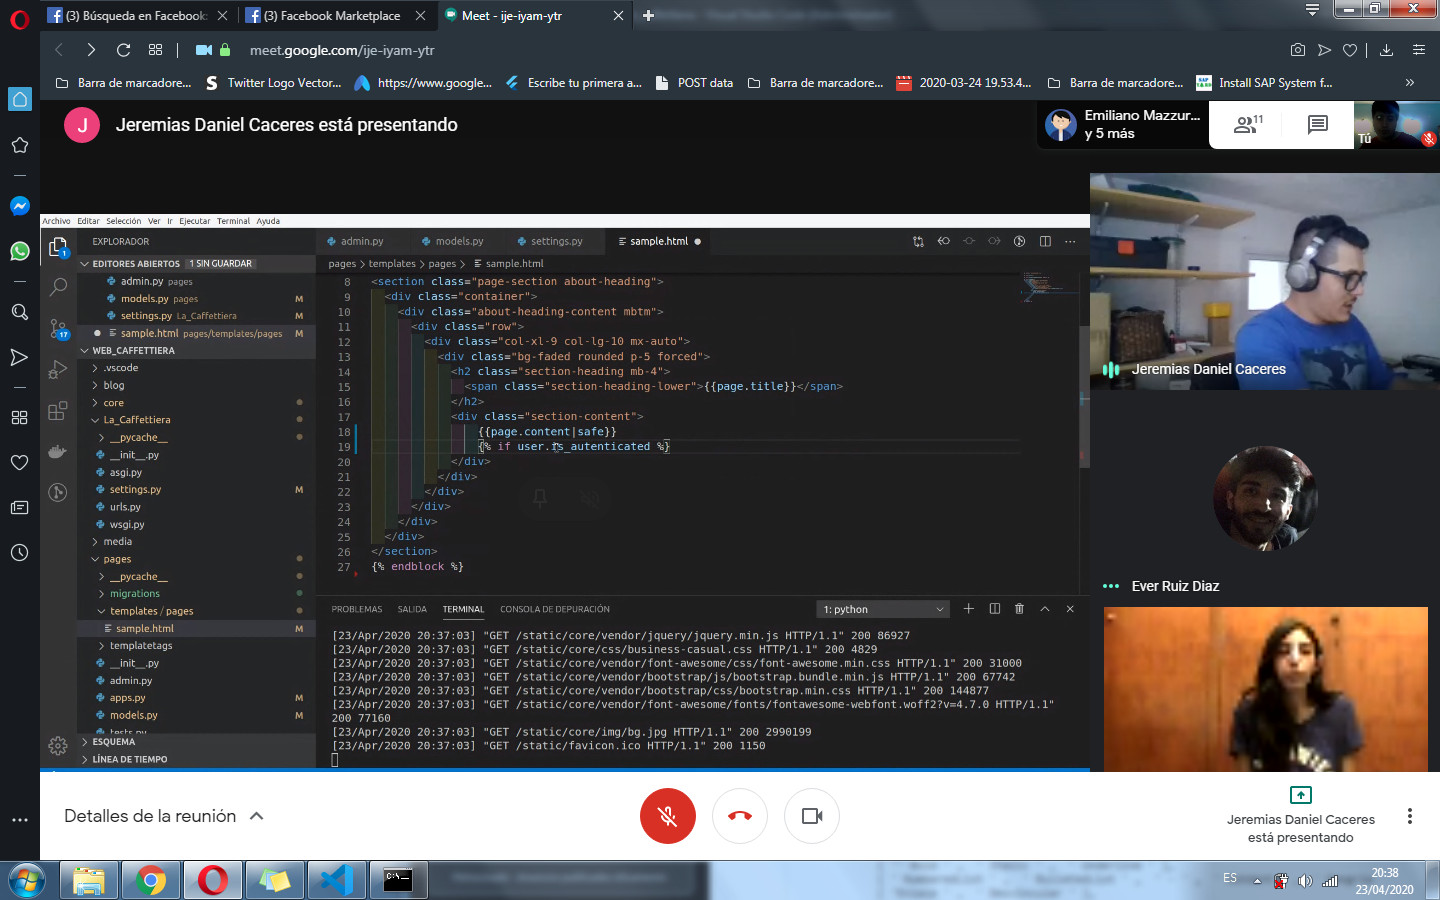 (3) Búsqueda en Facebook:
(3) Facebook Marketplace
Meet - ije-iyam-ytr
meet.google.com/ije-iyam-ytr
Barra de marcadore...
Twitter Logo Vector...
https://www.google...
Escribe tu primera a...
POST data
Barra de marcadore...
2020-03-24 19.53.4...
Barra de marcadore...
Install SAP System f...
»
J
Jeremias Daniel Caceres está presentando
Emiliano Mazzur...
y 5 más
11
Tú
Archivo Editar Selección Ver Ir Ejecutar Terminal Ayuda
EXPLORADOR
EDITORES ABIERTOS 1 SIN GUARDAR
admin.py pages
models.py pages M
settings.py La_Caffettiera M
sample.html pages/templates/pages M
WEB_CAFFETTIERA
.vscode
blog
core
La_Caffettiera
__pycache__
__init__.py
asgi.py
settings.py M
urls.py
wsgi.py
media
pages
__pycache__
migrations
templates / pages
sample.html M
templatetags
__init__.py
admin.py
apps.py M
models.py M
tests.py
ESQUEMA
LÍNEA DE TIEMPO
1
17
admin.py
models.py
settings.py
sample.html
pages > templates > pages > sample.html
8 <section class="page-section about-heading">
9 <div class="container">
10 <div class="about-heading-content mbtm">
11 <div class="row">
12 <div class="col-xl-9 col-lg-10 mx-auto">
13 <div class="bg-faded rounded p-5 forced">
14 <h2 class="section-heading mb-4">
15 <span class="section-heading-lower">{{page.title}}</span>
16 </h2>
17 <div class="section-content">
18 {{page.content|safe}}
19 {% if user.is_autenticated %}
20 </div>
21 </div>
22 </div>
23 </div>
24 </div>
25 </div>
26 </section>
27 {% endblock %}
PROBLEMAS SALIDA TERMINAL CONSOLA DE DEPURACIÓN
1: python
[23/Apr/2020 20:37:03] "GET /static/core/vendor/jquery/jquery.min.js HTTP/1.1" 200 86927
[23/Apr/2020 20:37:03] "GET /static/core/css/business-casual.css HTTP/1.1" 200 4829
[23/Apr/2020 20:37:03] "GET /static/core/vendor/font-awesome/css/font-awesome.min.css HTTP/1.1" 200 31000
[23/Apr/2020 20:37:03] "GET /static/core/vendor/bootstrap/js/bootstrap.bundle.min.js HTTP/1.1" 200 67742
[23/Apr/2020 20:37:03] "GET /static/core/vendor/bootstrap/css/bootstrap.min.css HTTP/1.1" 200 144877
[23/Apr/2020 20:37:03] "GET /static/core/vendor/font-awesome/fonts/fontawesome-webfont.woff2?v=4.7.0 HTTP/1.1"
200 77160
[23/Apr/2020 20:37:03] "GET /static/core/img/bg.jpg HTTP/1.1" 200 2990199
[23/Apr/2020 20:37:03] "GET /static/favicon.ico HTTP/1.1" 200 1150
Jeremias Daniel Caceres
Ever Ruiz Diaz
Detalles de la reunión
Jeremias Daniel Caceres
está presentando
ES
20:38
23/04/2020